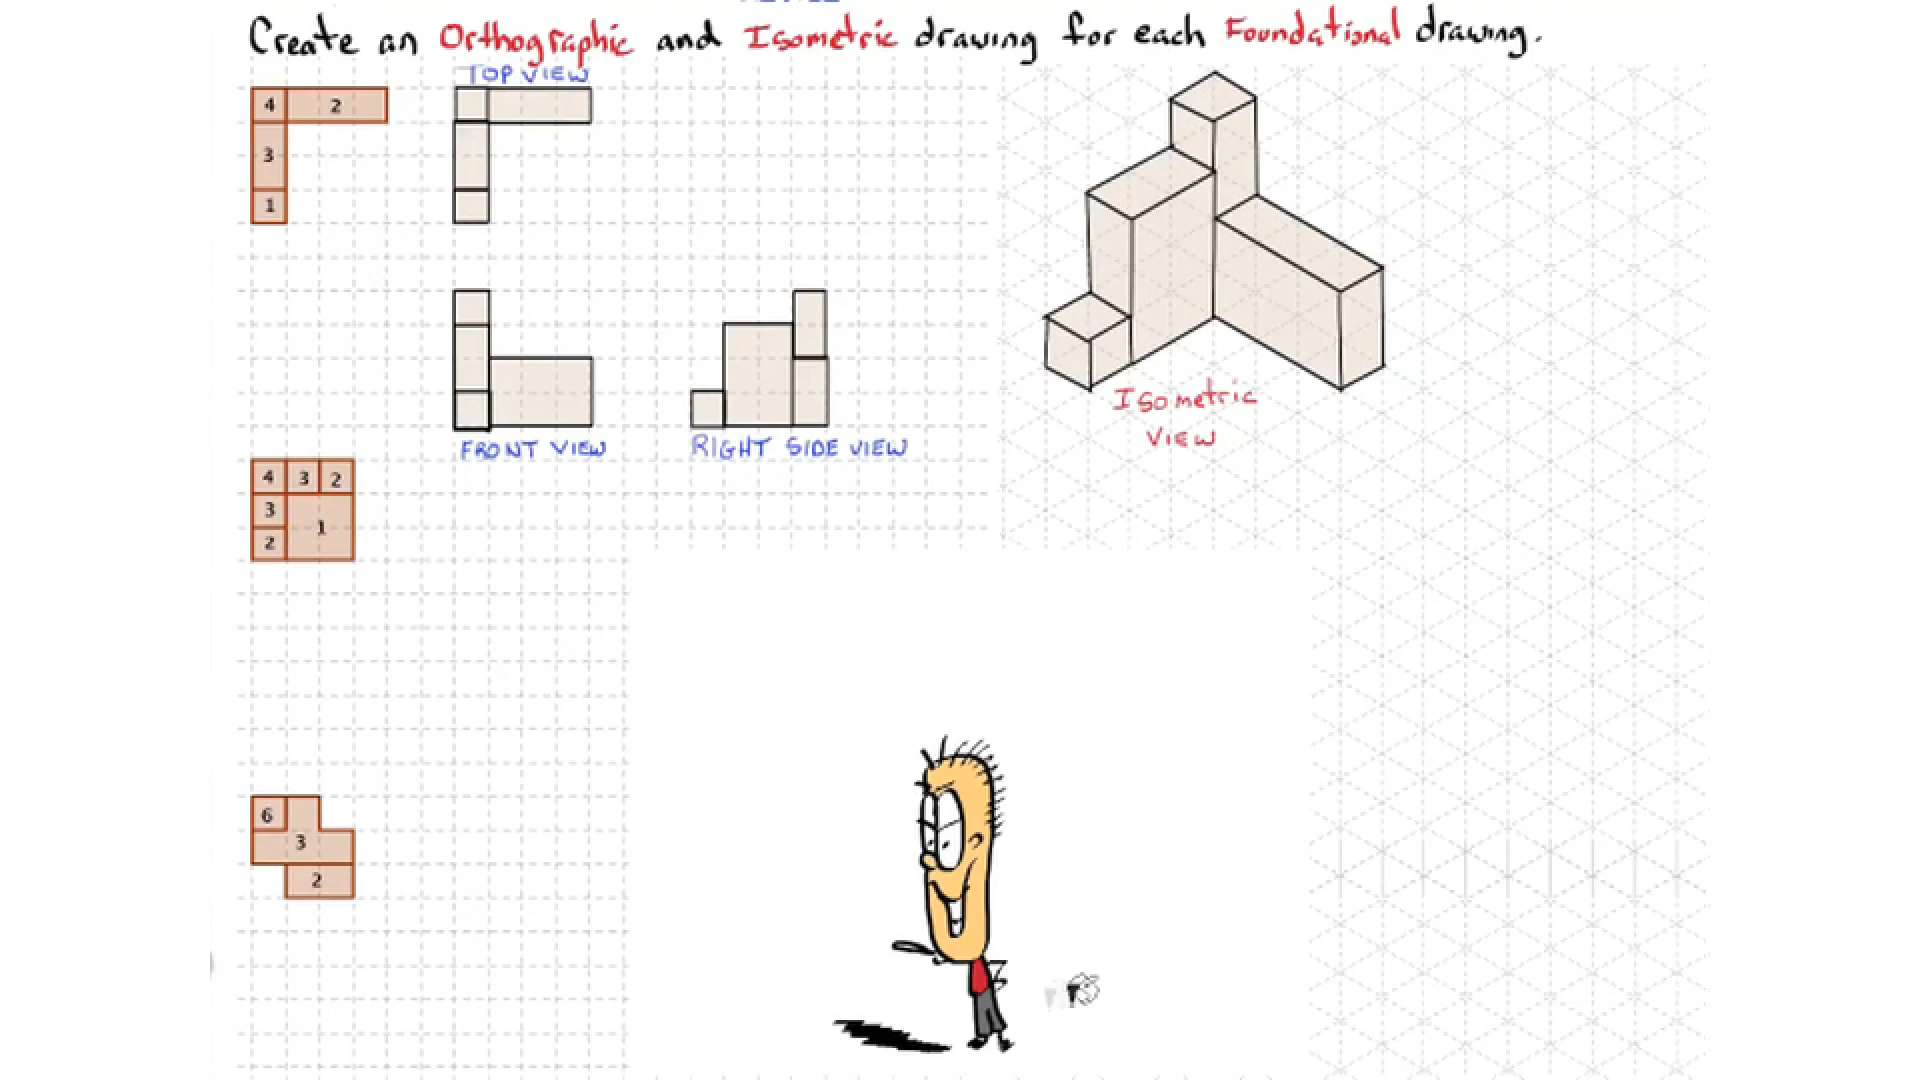 Create an Orthographic and Isometric drawing for each Foundational drawing.
TOP VIEW
4 2
3
1
FRONT VIEW
RIGHT SIDE VIEW
Isometric
VIEW
4 3 2
3
1
2
6
3
2